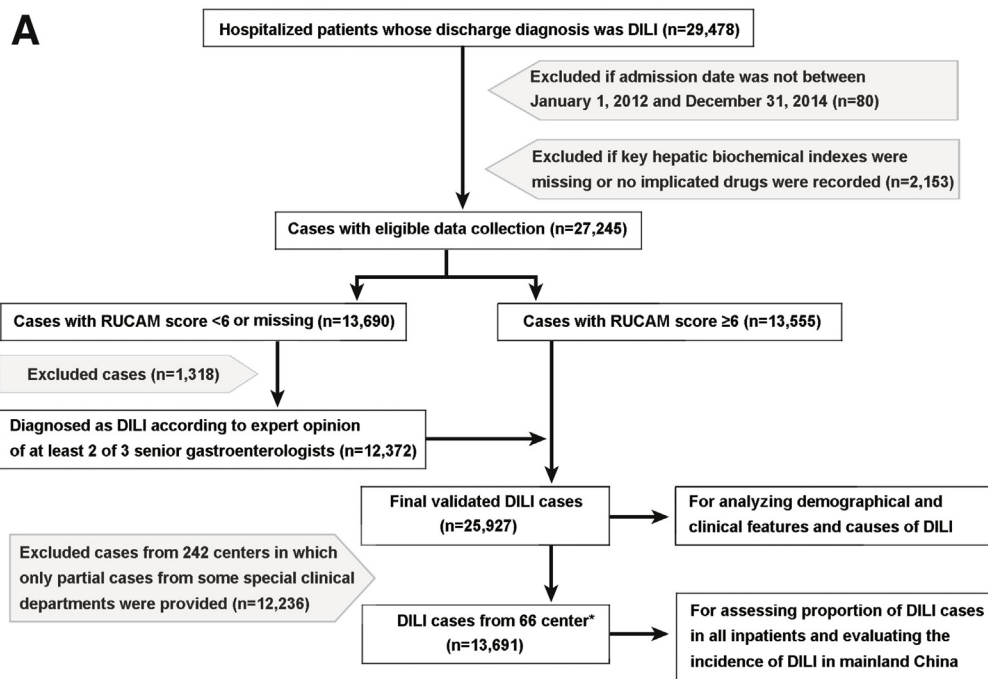 A
Hospitalized patients whose discharge diagnosis was DILI (n=29,478)
Excluded if admission date was not between
January 1, 2012 and December 31, 2014 (n=80)
Excluded if key hepatic biochemical indexes were
missing or no implicated drugs were recorded (n=2,153)
Cases with eligible data collection (n=27,245)
Cases with RUCAM score <6 or missing (n=13,690)
Cases with RUCAM score ≥6 (n=13,555)
Excluded cases (n=1,318)
Diagnosed as DILI according to expert opinion
of at least 2 of 3 senior gastroenterologists (n=12,372)
Final validated DILI cases
(n=25,927)
For analyzing demographical and
clinical features and causes of DILI
Excluded cases from 242 centers in which
only partial cases from some special clinical
departments were provided (n=12,236)
DILI cases from 66 center*
(n=13,691)
For assessing proportion of DILI cases
in all inpatients and evaluating the
incidence of DILI in mainland China